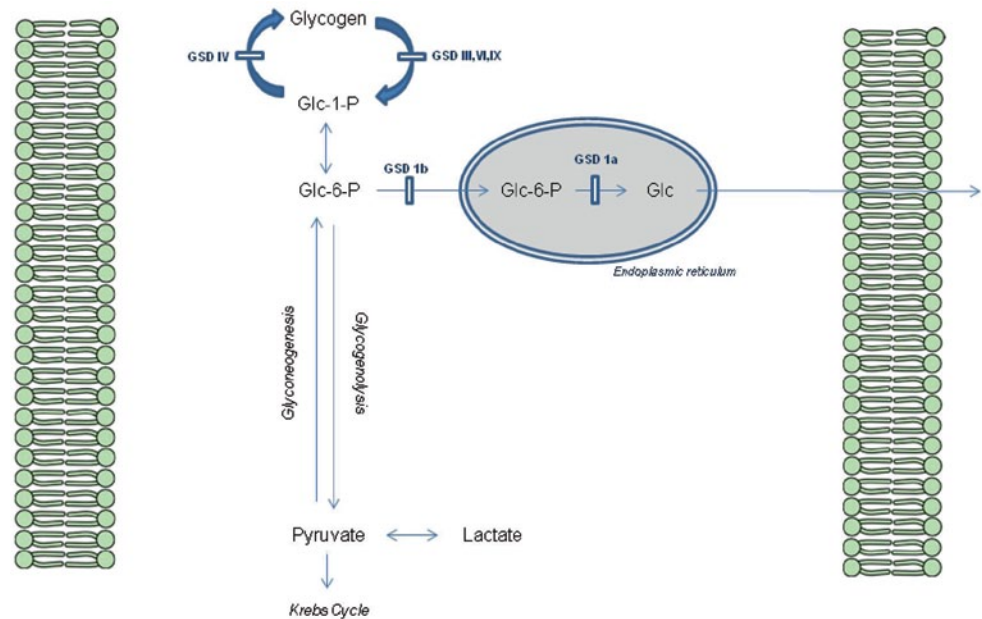 Glycogen
GSD IV
GSD III,VI,IX
Glc-1-P
GSD 1b
GSD 1a
Glc-6-P
Glc-6-P
Glc
Endoplasmic reticulum
Glyconeogenesis
Glycogenolysis
Pyruvate
Lactate
Krebs Cycle